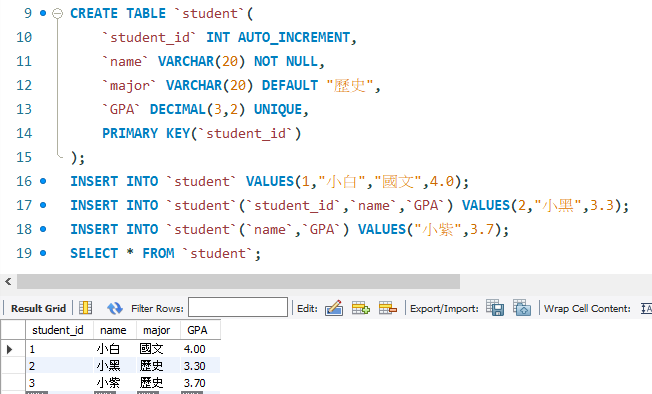 9 CREATE TABLE `student`(
10 `student_id` INT AUTO_INCREMENT,
11 `name` VARCHAR(20) NOT NULL,
12 `major` VARCHAR(20) DEFAULT "歷史",
13 `GPA` DECIMAL(3,2) UNIQUE,
14 PRIMARY KEY(`student_id`)
15 );
16 INSERT INTO `student` VALUES(1,"小白","國文",4.0);
17 INSERT INTO `student`(`student_id`,`name`,`GPA`) VALUES(2,"小黑",3.3);
18 INSERT INTO `student`(`name`,`GPA`) VALUES("小紫",3.7);
19 SELECT * FROM `student`;
Result Grid Filter Rows: Edit: Export/Import: Wrap Cell Content:
student_id name major GPA
1 小白 國文 4.00
2 小黑 歷史 3.30
3 小紫 歷史 3.70